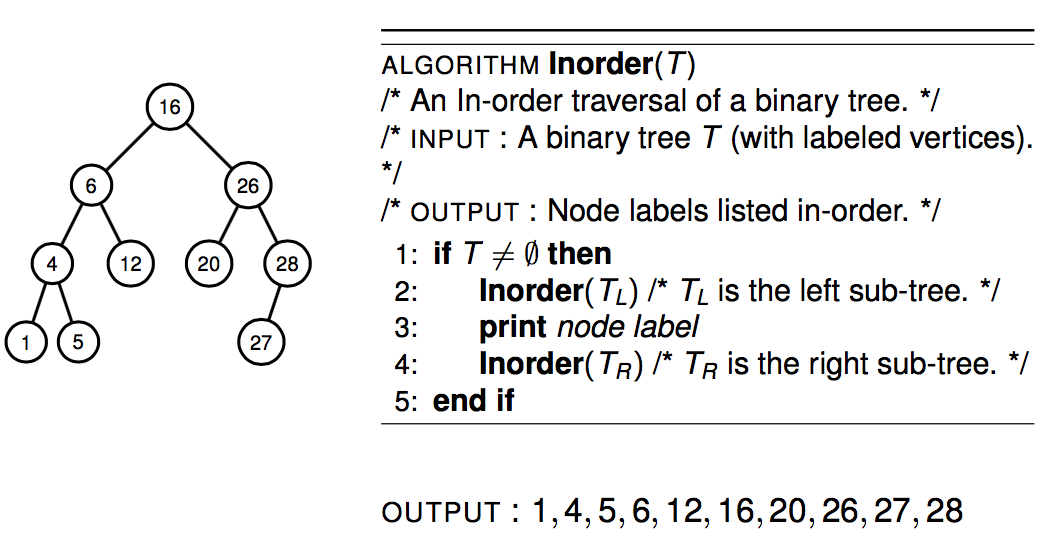 16
6
26
4
12
20
28
1
5
27
ALGORITHM Inorder(T)
/* An In-order traversal of a binary tree. */
/* INPUT : A binary tree T (with labeled vertices).
*/
/* OUTPUT : Node labels listed in-order. */
1: if T ≠ ∅ then
2: Inorder(T_L) /* T_L is the left sub-tree. */
3: print node label
4: Inorder(T_R) /* T_R is the right sub-tree. */
5: end if
OUTPUT : 1, 4, 5, 6, 12, 16, 20, 26, 27, 28